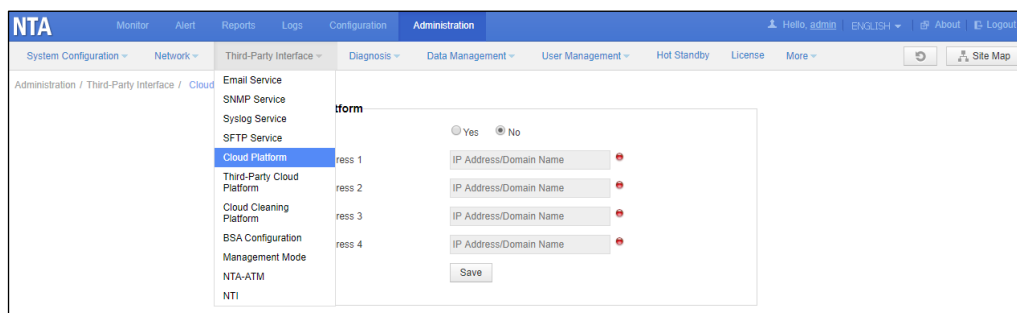 NTA Monitor Alert Reports Logs Configuration Administration Hello, admin ENGLISH About Logout
System Configuration Network Third-Party Interface Diagnosis Data Management User Management Hot Standby License More Site Map
Administration / Third-Party Interface / Cloud
Email Service
SNMP Service
Syslog Service
SFTP Service
Cloud Platform
Third-Party Cloud
Platform
Cloud Cleaning
Platform
BSA Configuration
Management Mode
NTA-ATM
NTI
tform
Yes No
ress 1 IP Address/Domain Name
ress 2 IP Address/Domain Name
ress 3 IP Address/Domain Name
ress 4 IP Address/Domain Name
Save